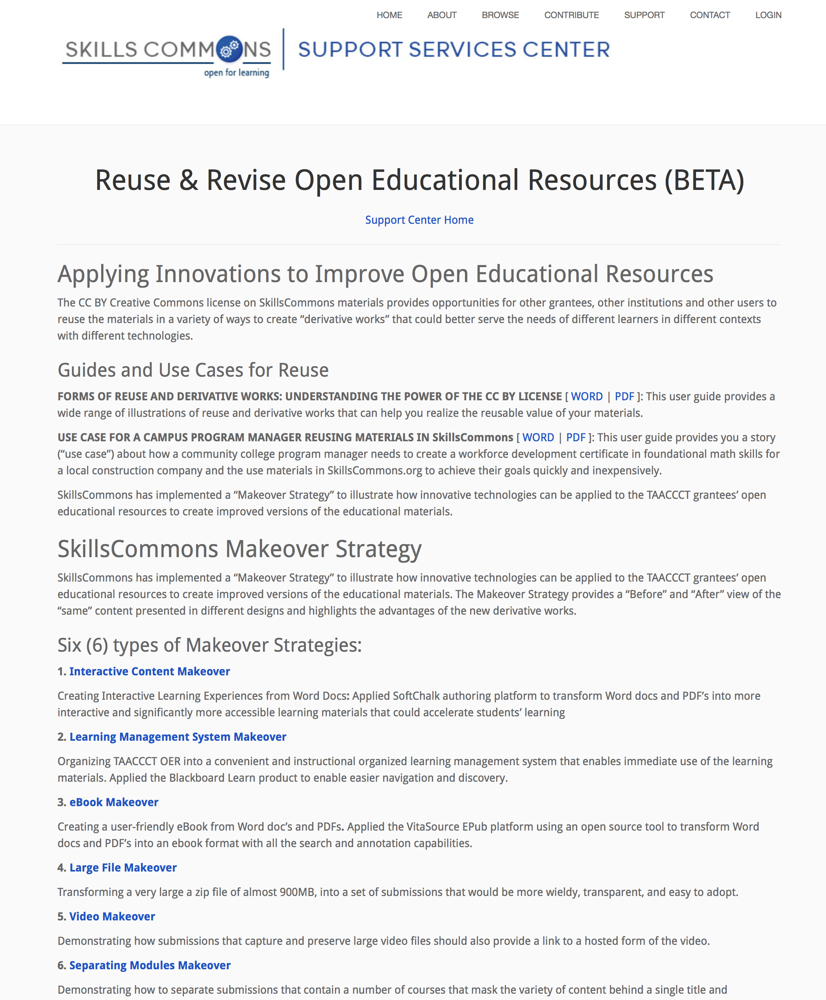 HOME ABOUT BROWSE CONTRIBUTE SUPPORT CONTACT LOGIN
SKILLS COMMONS | SUPPORT SERVICES CENTER
open for learning
Reuse & Revise Open Educational Resources (BETA)
Support Center Home
Applying Innovations to Improve Open Educational Resources
The CC BY Creative Commons license on SkillsCommons materials provides opportunities for other grantees, other institutions and other users to
reuse the materials in a variety of ways to create “derivative works” that could better serve the needs of different learners in different contexts
with different technologies.
Guides and Use Cases for Reuse
FORMS OF REUSE AND DERIVATIVE WORKS: UNDERSTANDING THE POWER OF THE CC BY LICENSE [ WORD | PDF ]: This user guide provides a
wide range of illustrations of reuse and derivative works that can help you realize the reusable value of your materials.
USE CASE FOR A CAMPUS PROGRAM MANAGER REUSING MATERIALS IN SkillsCommons [ WORD | PDF ]: This user guide provides you a story
(“use case”) about how a community college program manager needs to create a workforce development certificate in foundational math skills for
a local construction company and the use materials in SkillsCommons.org to achieve their goals quickly and inexpensively.
SkillsCommons has implemented a “Makeover Strategy” to illustrate how innovative technologies can be applied to the TAACCCT grantees’ open
educational resources to create improved versions of the educational materials.
SkillsCommons Makeover Strategy
SkillsCommons has implemented a “Makeover Strategy” to illustrate how innovative technologies can be applied to the TAACCCT grantees’ open
educational resources to create improved versions of the educational materials. The Makeover Strategy provides a “Before” and “After” view of the
“same” content presented in different designs and highlights the advantages of the new derivative works.
Six (6) types of Makeover Strategies:
1. Interactive Content Makeover
Creating Interactive Learning Experiences from Word Docs: Applied SoftChalk authoring platform to transform Word docs and PDF’s into more
interactive and significantly more accessible learning materials that could accelerate students’ learning
2. Learning Management System Makeover
Organizing TAACCCT OER into a convenient and instructional organized learning management system that enables immediate use of the learning
materials. Applied the Blackboard Learn product to enable easier navigation and discovery.
3. eBook Makeover
Creating a user-friendly eBook from Word doc’s and PDFs. Applied the VitaSource EPub platform using an open source tool to transform Word
docs and PDF’s into an ebook format with all the search and annotation capabilities.
4. Large File Makeover
Transforming a very large a zip file of almost 900MB, into a set of submissions that would be more wieldy, transparent, and easy to adopt.
5. Video Makeover
Demonstrating how submissions that capture and preserve large video files should also provide a link to a hosted form of the video.
6. Separating Modules Makeover
Demonstrating how to separate submissions that contain a number of courses that mask the variety of content behind a single title and